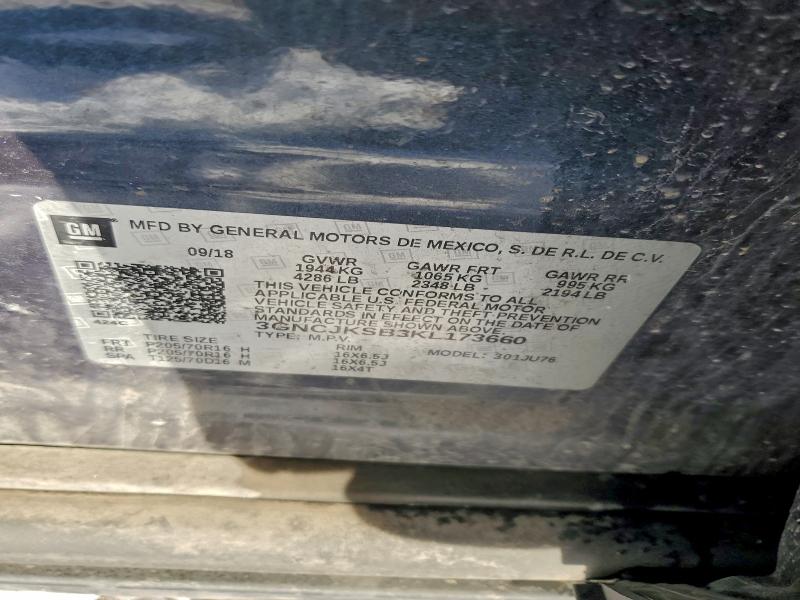 GM
MFD BY GENERAL MOTORS DE MEXICO, S. DE R.L. DE C.V.
09/18
GVWR GAWR FRT GAWR RR
1944 KG 1065 KG 995 KG
4286 LB 2348 LB 2194 LB
THIS VEHICLE CONFORMS TO ALL
APPLICABLE U.S. FEDERAL MOTOR
VEHICLE SAFETY AND THEFT PREVENTION
STANDARDS IN EFFECT ON THE DATE OF
MANUFACTURE SHOWN ABOVE.
424C 3GNCJKSB3KL173660
TYPE: M.P.V. MODEL: 301JU76
TIRE SIZE RIM
FRT P205/70R16 H 16X6.5J
RR P205/70R16 H 16X6.5J
SPA T125/70D16 M 16X4T